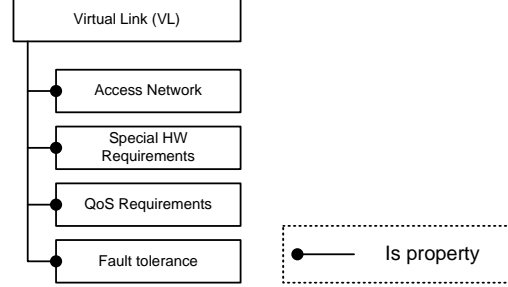 Virtual Link (VL)
Access Network
Special HW
Requirements
QoS Requirements
Fault tolerance
Is property